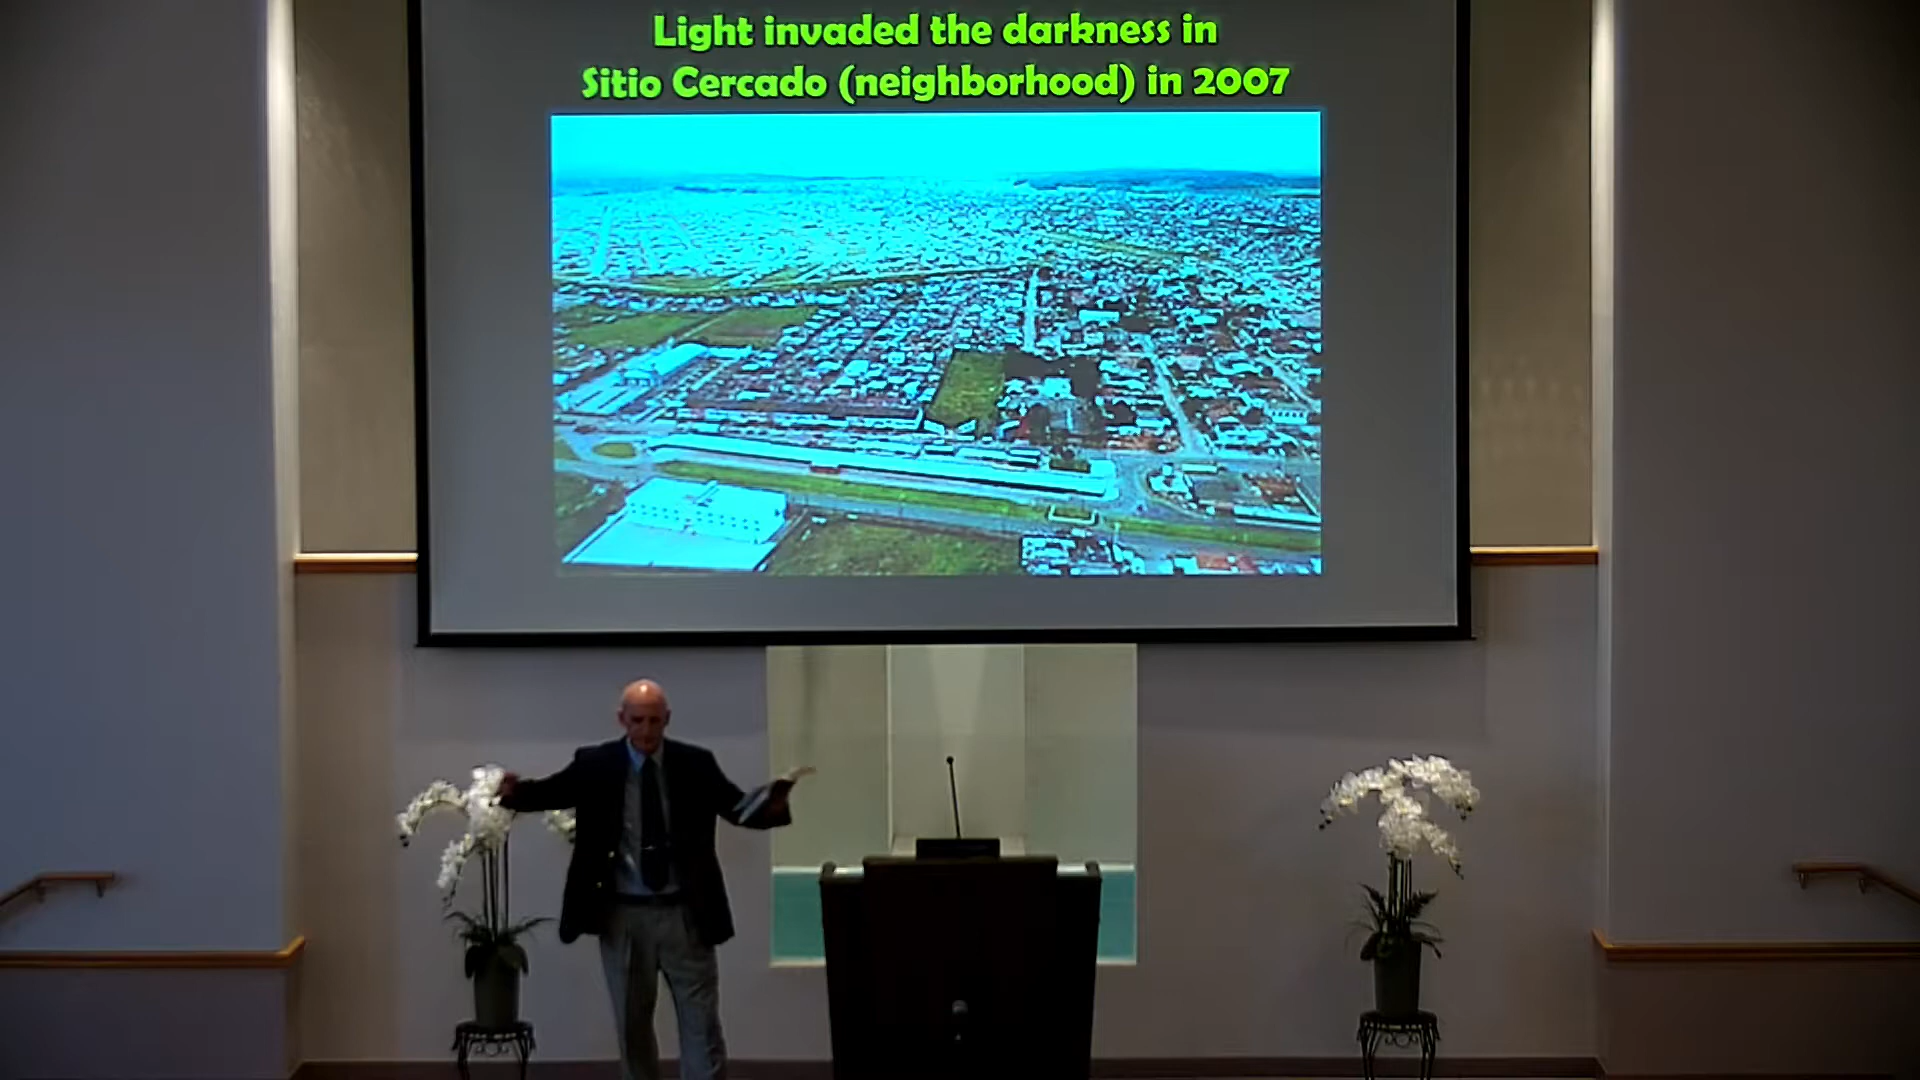 Light invaded the darkness in
Sitio Cercado (neighborhood) in 2007